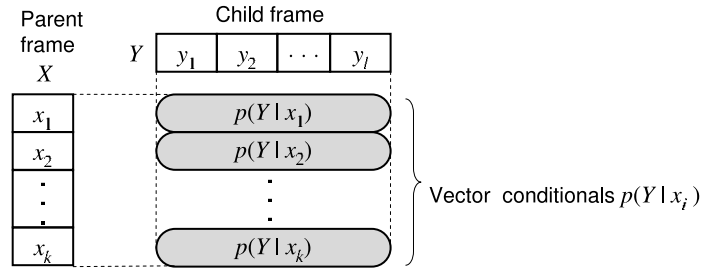 Parent frame
X
Child frame
Y y₁ y₂ · · · yₗ
x₁ p(Y | x₁)
x₂ p(Y | x₂)
⋮ ⋮
xₖ p(Y | xₖ)
Vector conditionals p(Y | xᵢ)